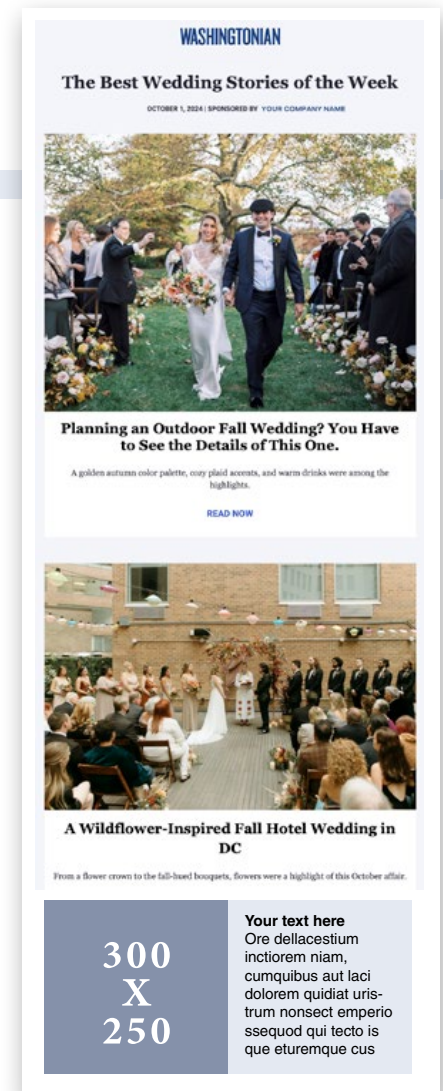 WASHINGTONIAN
The Best Wedding Stories of the Week
OCTOBER 1, 2024 | SPONSORED BY YOUR COMPANY NAME
Planning an Outdoor Fall Wedding? You Have
to See the Details of This One.
A golden autumn color palette, cozy plaid accents, and warm drinks were among the
highlights.
READ NOW
A Wildflower-Inspired Fall Hotel Wedding in
DC
From a flower crown to the fall-hued bouquets, flowers were a highlight of this October affair.
300
X
250
Your text here
Ore dellacestium
inctiorem niam,
cumquibus aut laci
dolorem quidiat uris-
trum nonsect emperio
ssequod qui tecto is
que eturemque cus